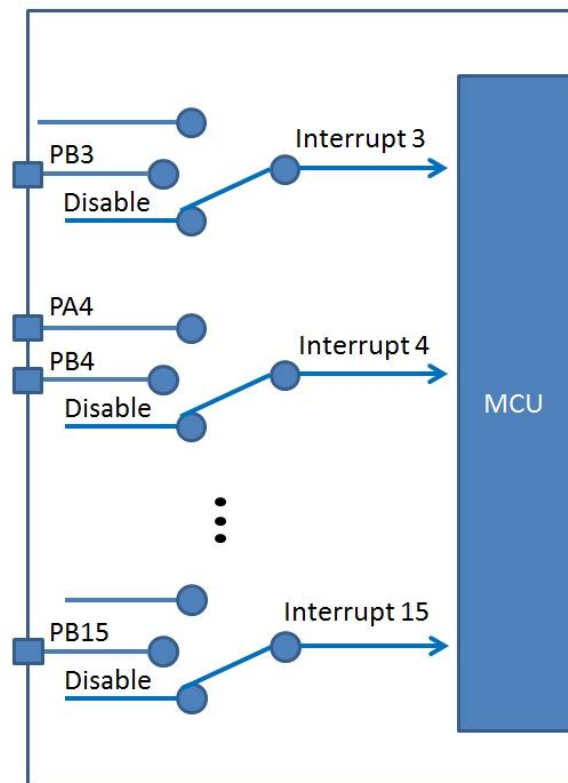 Interrupt 3
PB3
Disable
PA4
Interrupt 4
PB4
Disable
MCU
Interrupt 15
PB15
Disable